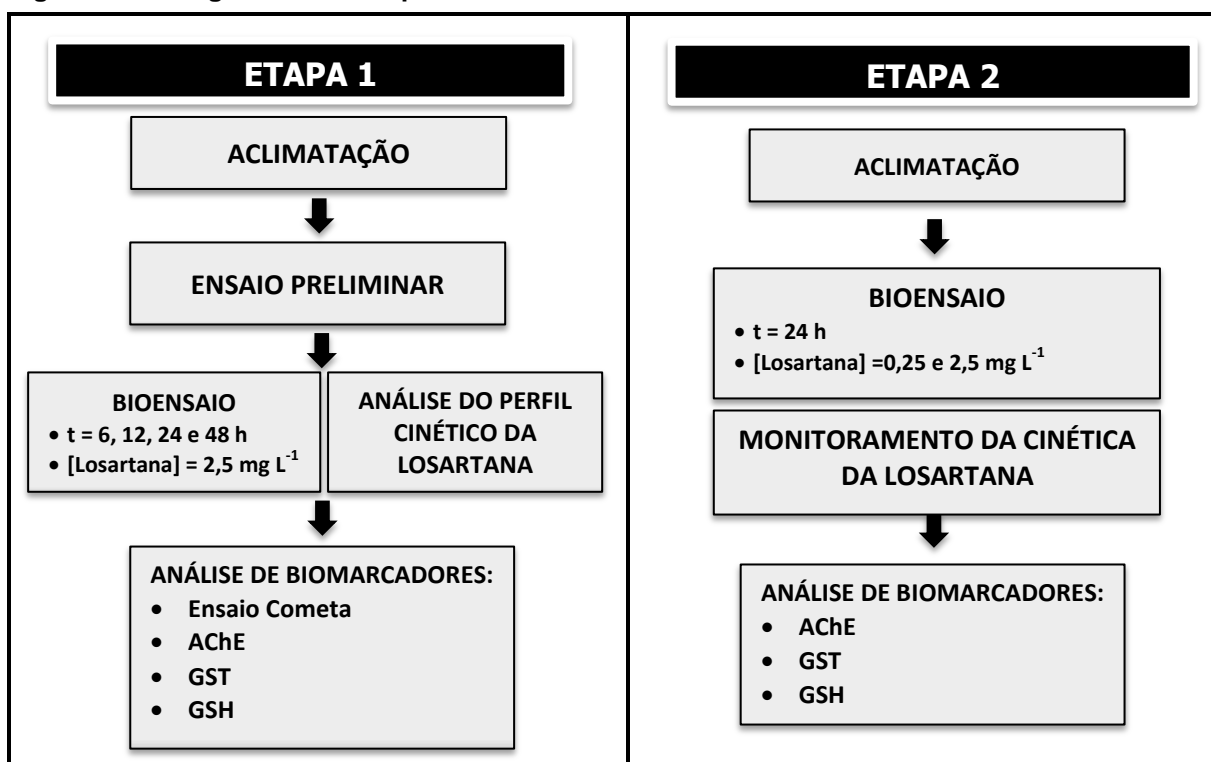 ETAPA 1
ACLIMATAÇÃO
ENSAIO PRELIMINAR
BIOENSAIO
• t = 6, 12, 24 e 48 h
• [Losartana] = 2,5 mg L⁻¹
ANÁLISE DO PERFIL
CINÉTICO DA
LOSARTANA
ANÁLISE DE BIOMARCADORES:
• Ensaio Cometa
• AChE
• GST
• GSH
ETAPA 2
ACLIMATAÇÃO
BIOENSAIO
• t = 24 h
• [Losartana] =0,25 e 2,5 mg L⁻¹
MONITORAMENTO DA CINÉTICA
DA LOSARTANA
ANÁLISE DE BIOMARCADORES:
• AChE
• GST
• GSH